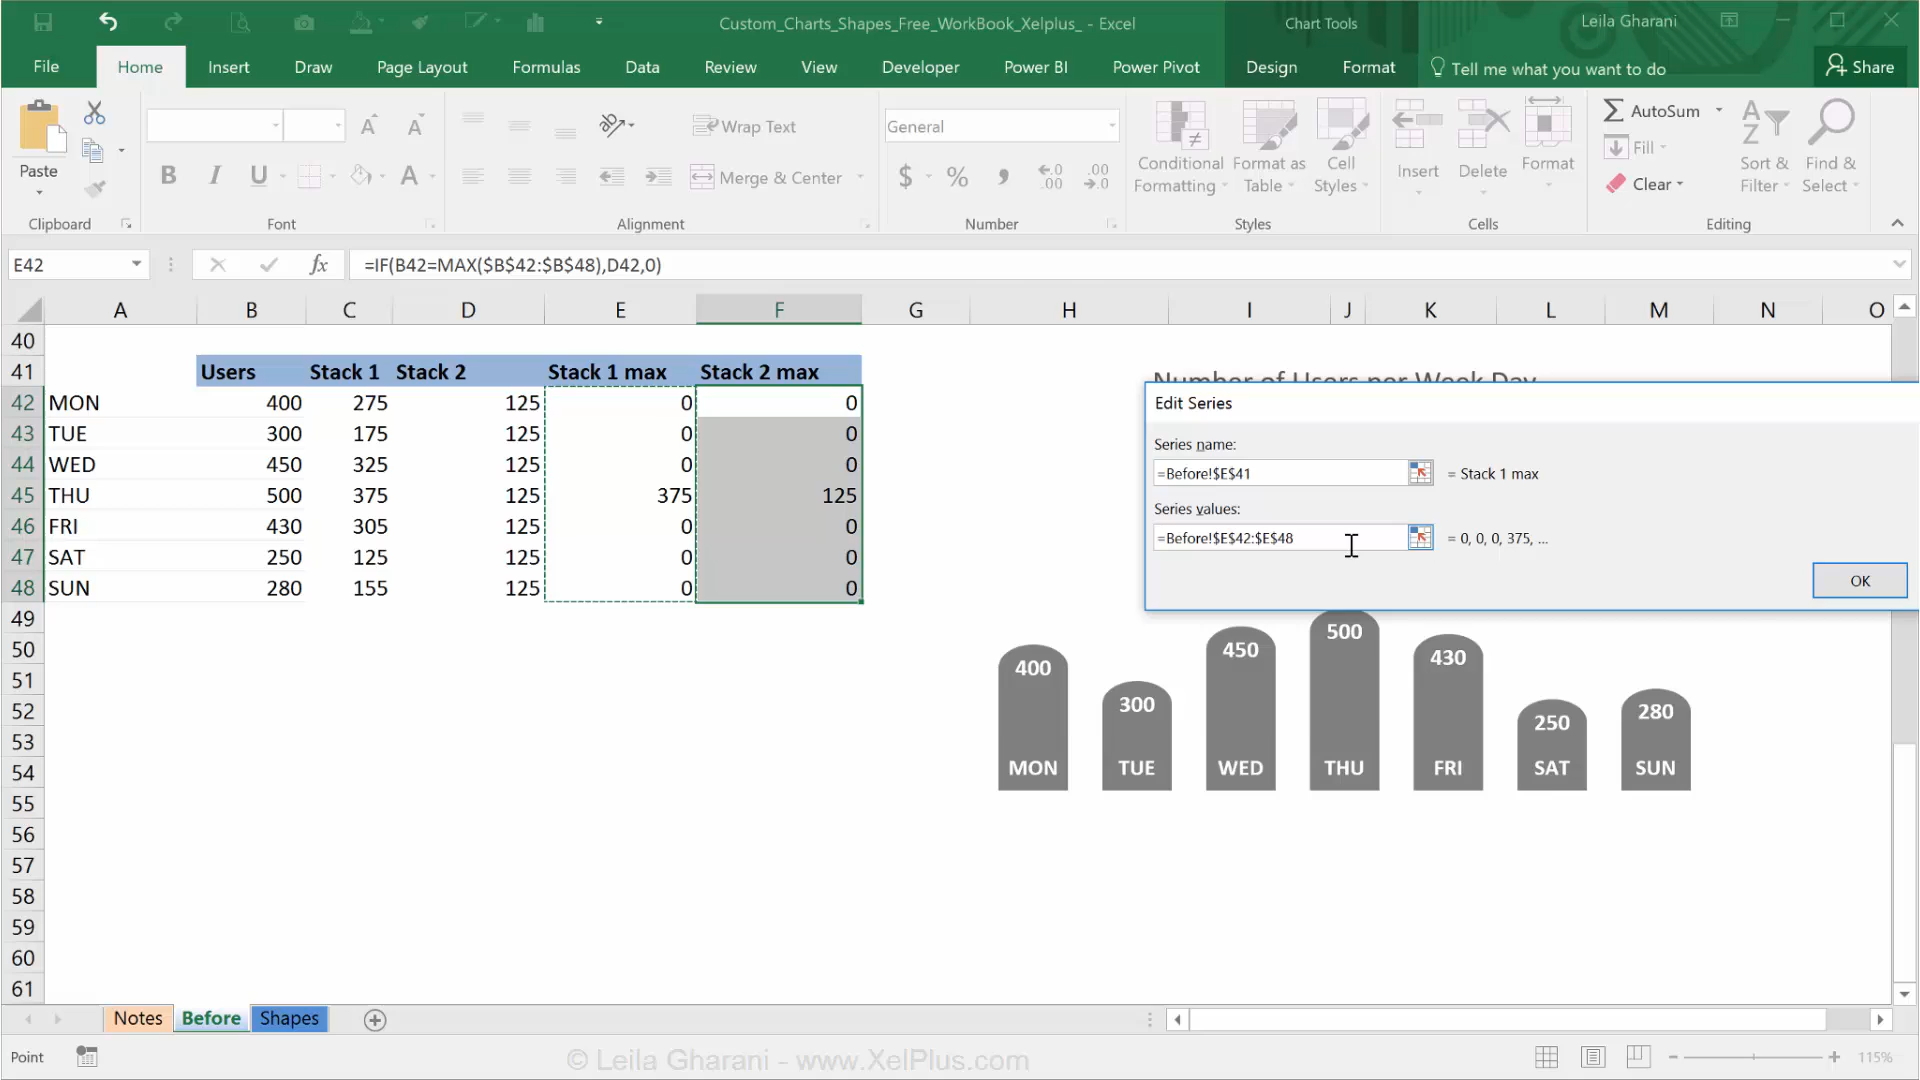 Custom_Charts_Shapes_Free_WorkBook_Xelplus_ - Excel
Chart Tools
Leila Gharani
File Home Insert Draw Page Layout Formulas Data Review View Developer Power BI Power Pivot Design Format Tell me what you want to do Share
Paste
Clipboard
B I U A
Font
Wrap Text
Merge & Center
Alignment
General
$ % , .00
Number
Conditional Formatting
Format as Table
Cell Styles
Styles
Insert
Delete
Format
Cells
AutoSum
Fill
Clear
Sort & Filter
Find & Select
Editing
E42 fx =IF(B42=MAX($B$42:$B$48),D42,0)
A B C D E F G H I J K L M N O
40
41 Users Stack 1 Stack 2 Stack 1 max Stack 2 max
42 MON 400 275 125 0 0
43 TUE 300 175 125 0 0
44 WED 450 325 125 0 0
45 THU 500 375 125 375 125
46 FRI 430 305 125 0 0
47 SAT 250 125 125 0 0
48 SUN 280 155 125 0 0
49
50
51
52
53
54
55
56
57
58
59
60
61
Number of Users per Week Day
Edit Series
Series name:
=Before!$E$41 = Stack 1 max
Series values:
=Before!$E$42:$E$48 = 0, 0, 0, 375, ...
OK
400 300 450 500 430 250 280
MON TUE WED THU FRI SAT SUN
Notes Before Shapes
Point
© Leila Gharani - www.XelPlus.com
115%